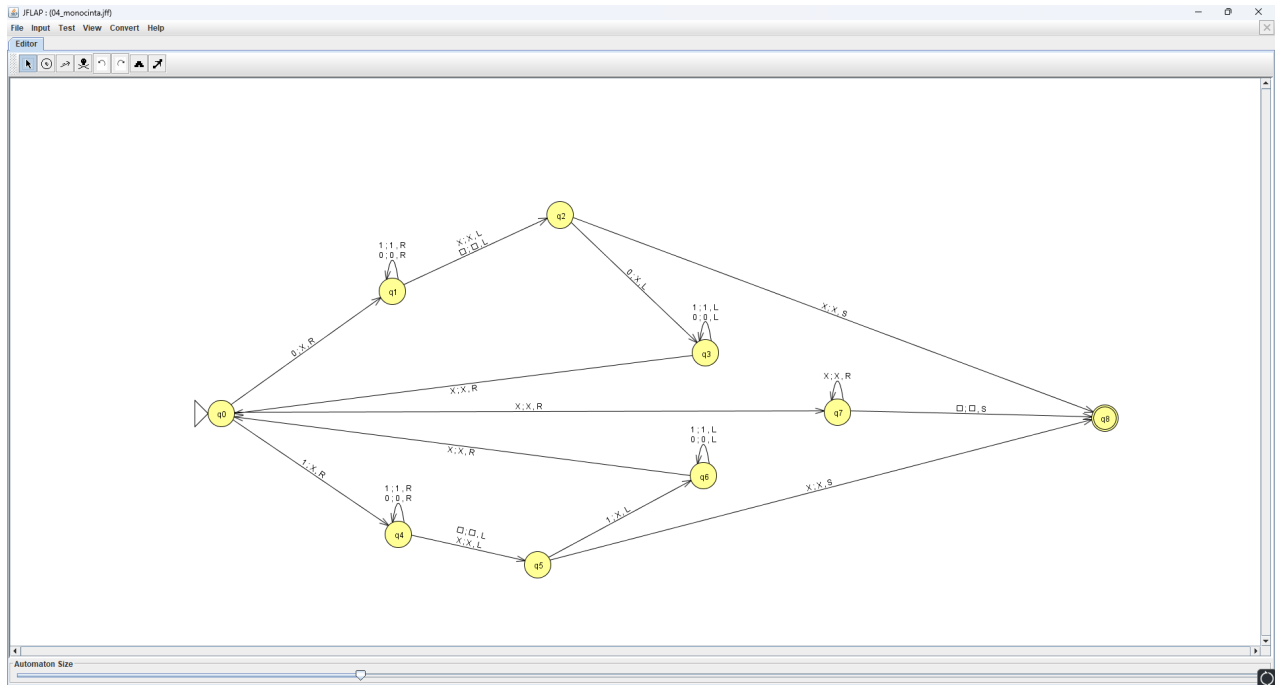 JFLAP : (04_monocinta.jff)
File Input Test View Convert Help
Editor
q2
x;x,L
□;□,L
1;1,R
0;0,R
q1
0;x,L
x;x,S
1;1,L
0;0,L
q3
0;x,R
x;x,R
x;x,R
q7
□;□,S
q8
q0
x;x,R
x;x,R
1;1,L
0;0,L
q6
1;x,R
1;1,R
0;0,R
q4
□;□,L
x;x,L
1;x,L
x;x,S
q5
Automaton Size